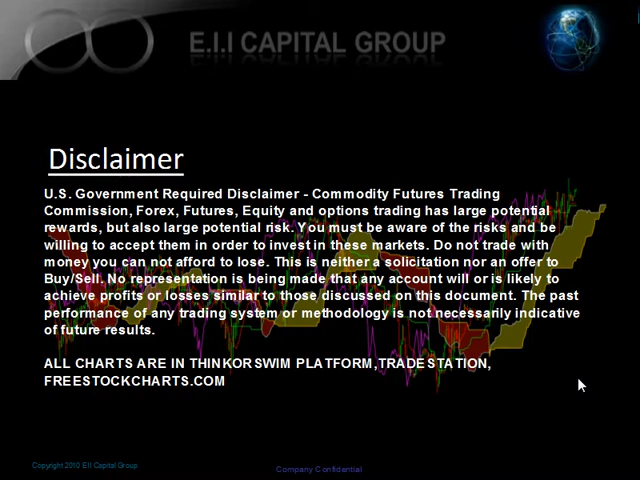 E.I.I CAPITAL GROUP
Disclaimer
U.S. Government Required Disclaimer - Commodity Futures Trading
Commission, Forex, Futures, Equity and options trading has large potential
rewards, but also large potential risk. You must be aware of the risks and be
willing to accept them in order to invest in these markets. Do not trade with
money you can not afford to lose. This is neither a solicitation nor an offer to
Buy/Sell. No representation is being made that any account will or is likely to
achieve profits or losses similar to those discussed on this document. The past
performance of any trading system or methodology is not necessarily indicative
of future results.
ALL CHARTS ARE IN THINKORSWIM PLATFORM,TRADESTATION,
FREESTOCKCHARTS.COM
Copyright 2010 E.I.I Capital Group
Company Confidential